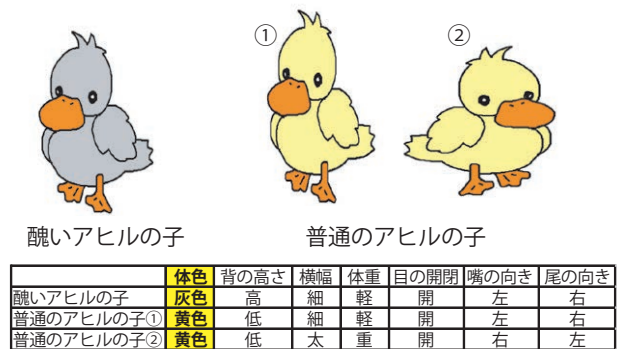 ① ②
醜いアヒルの子 普通のアヒルの子
体色 背の高さ 横幅 体重 目の開閉 嘴の向き 尾の向き
醜いアヒルの子 灰色 高 細 軽 開 左 右
普通のアヒルの子① 黄色 低 細 軽 開 左 右
普通のアヒルの子② 黄色 低 太 重 開 右 左